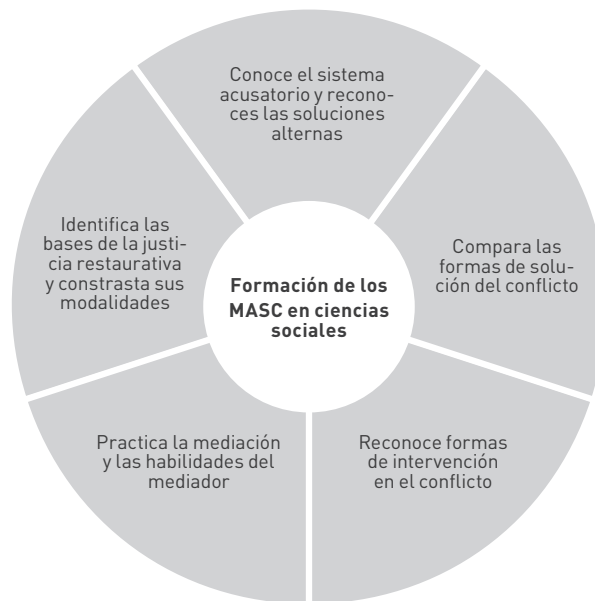 Conoce el sistema
acusatorio y recono-
ces las soluciones
alternas
Compara las
formas de solu-
ción del conflicto
Reconoce formas
de intervención
en el conflicto
Practica la mediación
y las habilidades del
mediador
Identifica las
bases de la justi-
cia restaurativa
y constrasta sus
modalidades
Formación de los
MASC en ciencias
sociales